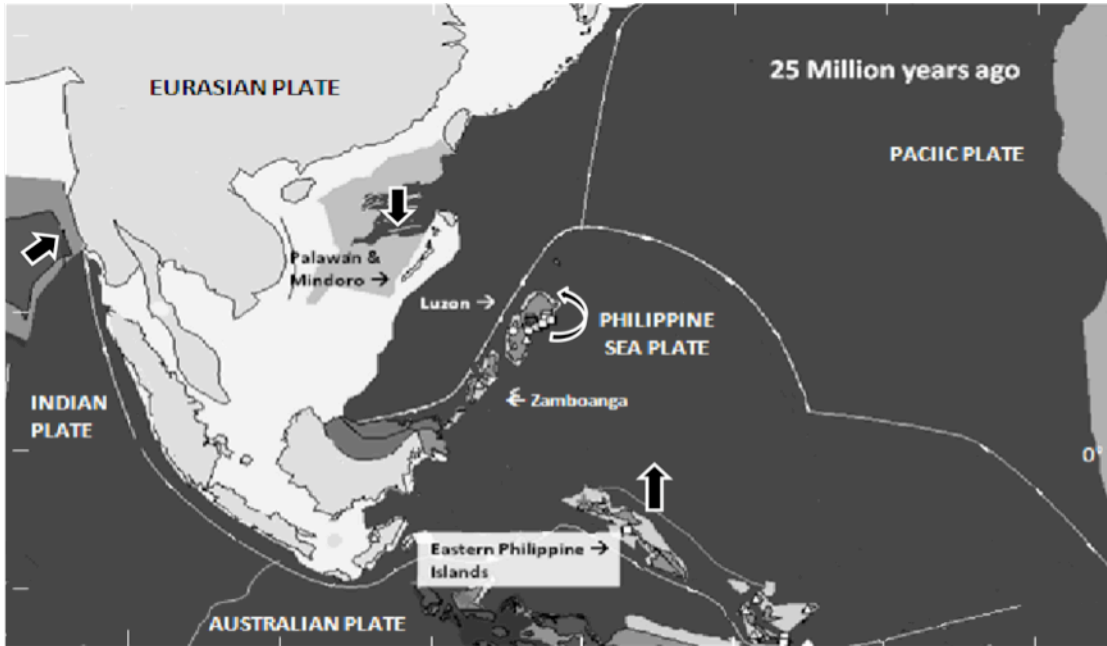 25 Million years ago
EURASIAN PLATE
PACIIC PLATE
Palawan &
Mindoro →
Luzon →
PHILIPPINE
SEA PLATE
← Zamboanga
INDIAN
PLATE
0°
Eastern Philippine →
Islands
AUSTRALIAN PLATE